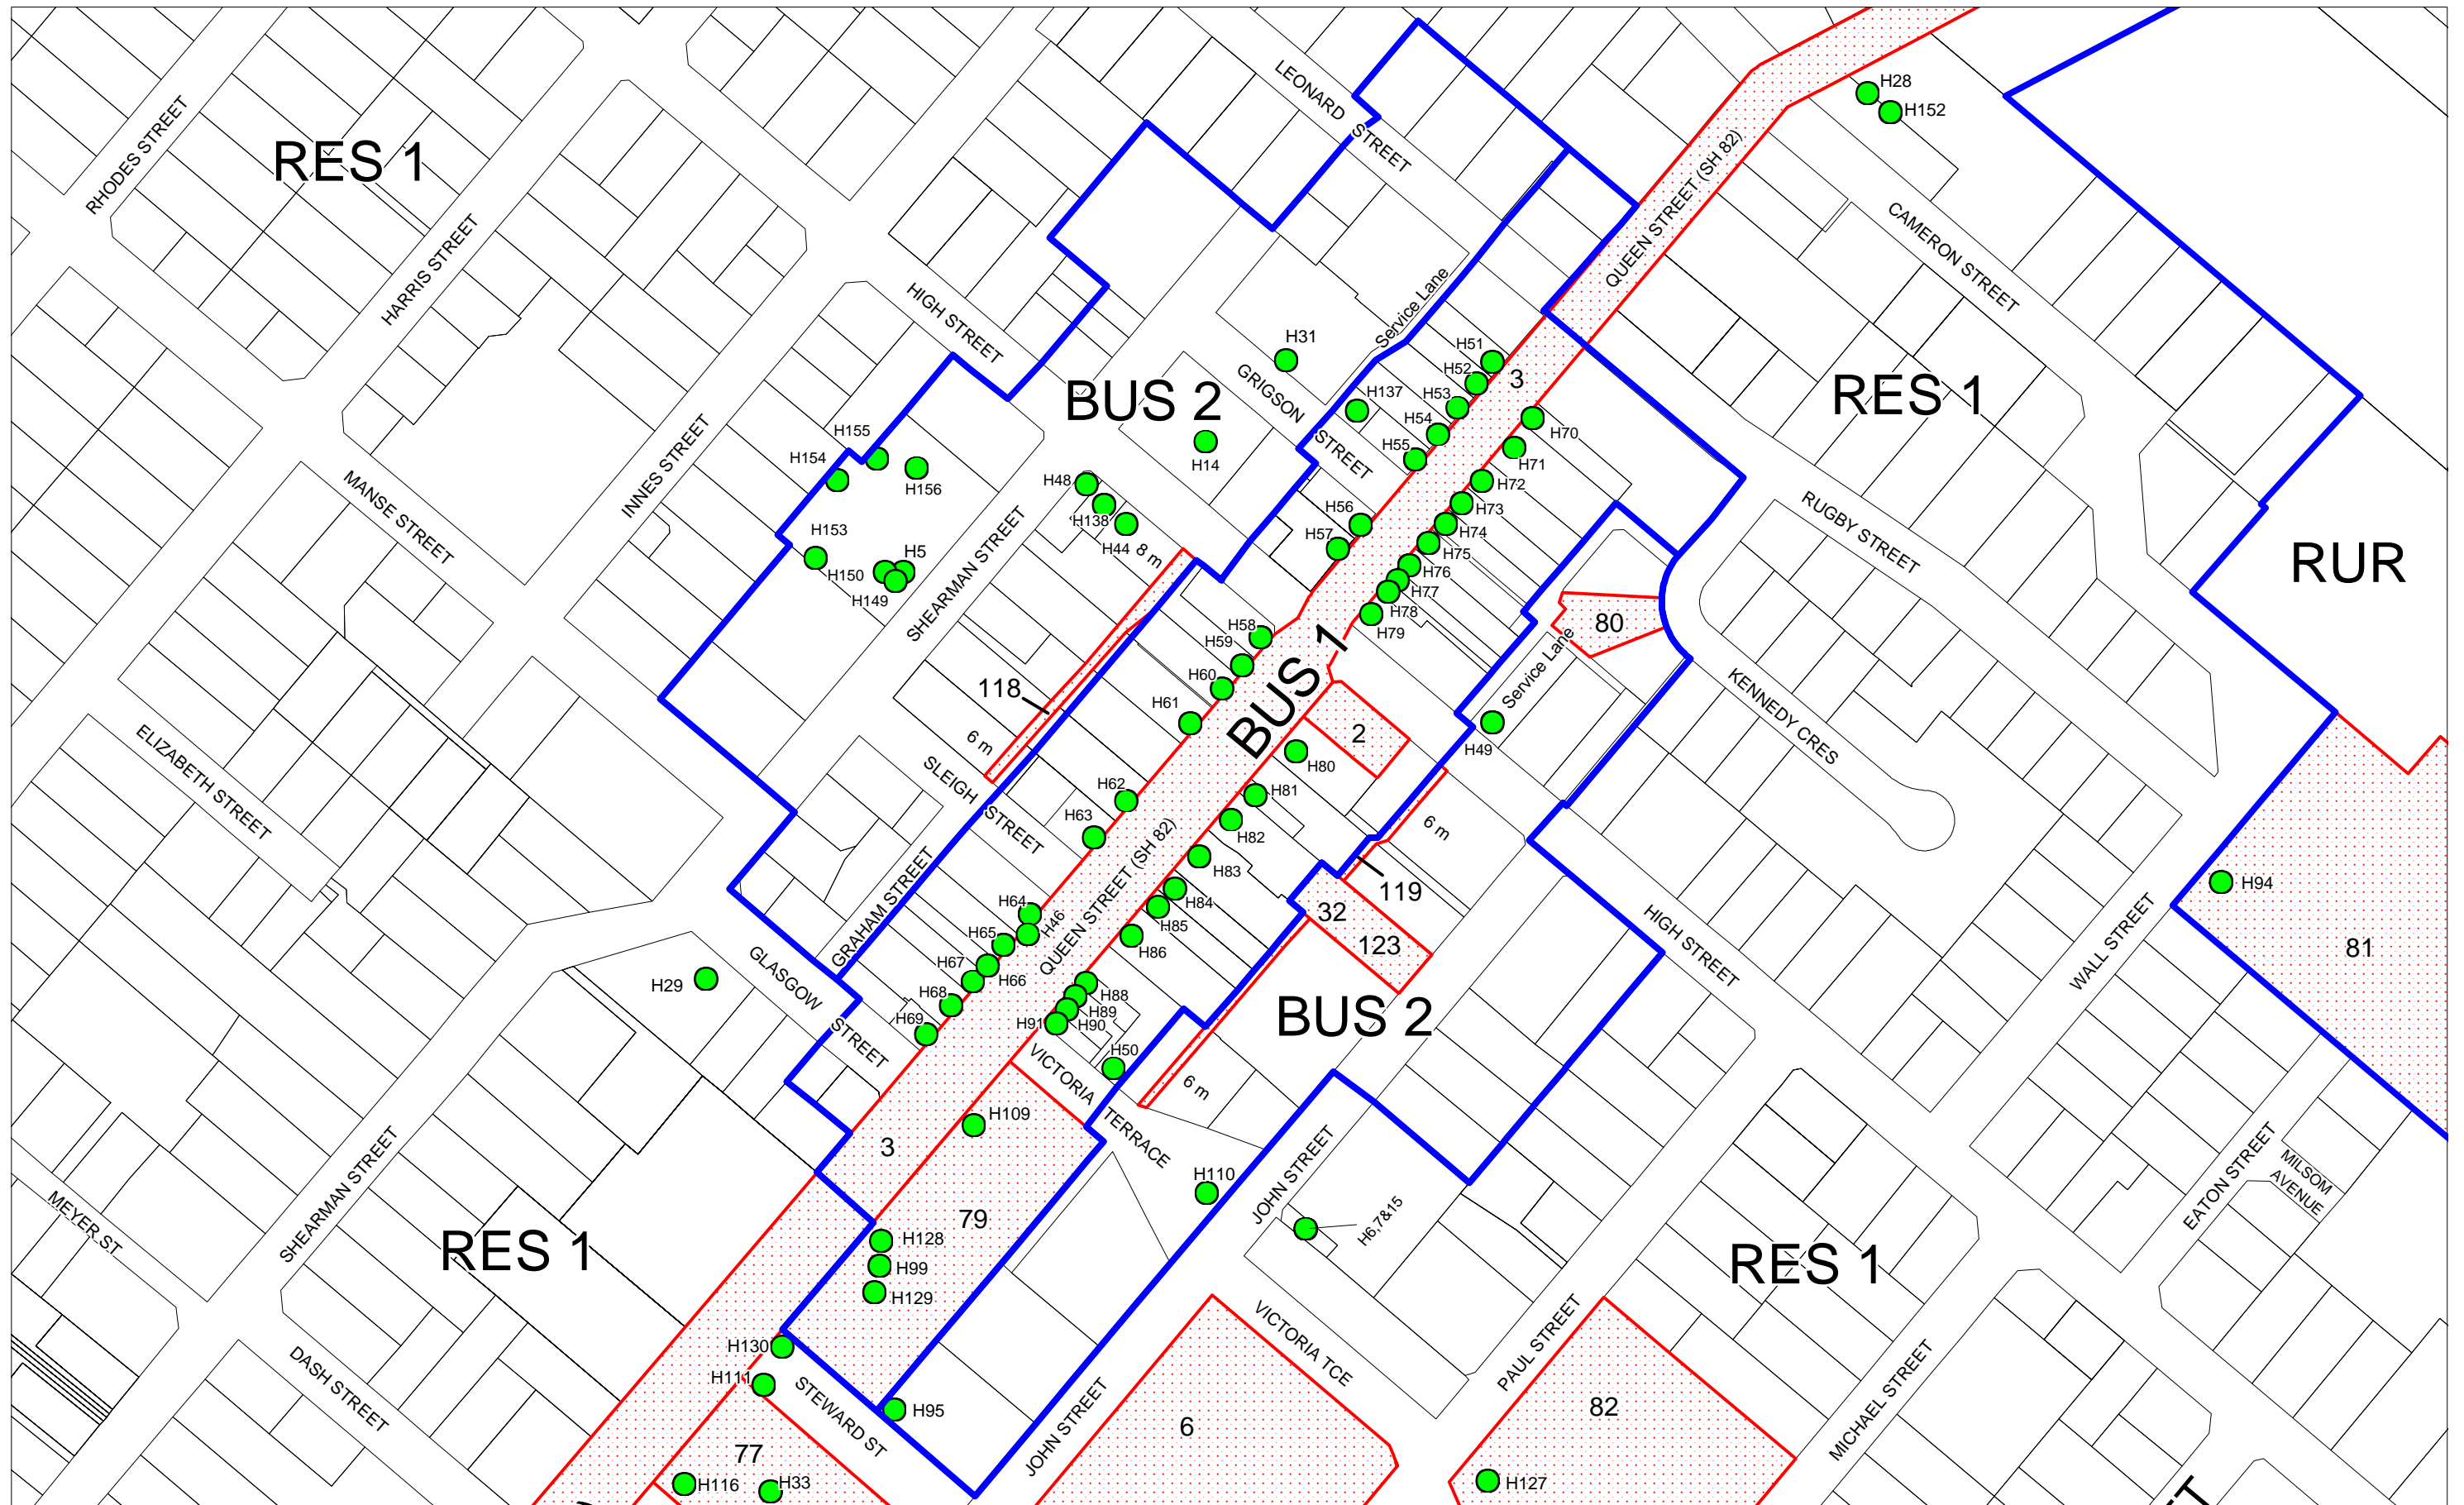 LEONARD STREET
H28
H152
RHODES STREET
RES 1
QUEEN STREET (SH 82)
CAMERON STREET
HARRIS STREET
HIGH STREET
Service Lane
H31
H51
H52
3
RES 1
BUS 2
GRIGSON STREET
H137
H53
H54
H55
H70
H71
H14
H155
H154
H156
INNES STREET
MANSE STREET
H48
H138
H44
8 m
H72
H73
H74
H75
H76
H77
H78
H79
H56
H57
RUGBY STREET
RUR
H153
H5
H150
H149
SHEARMAN STREET
80
H58
H59
H60
H61
BUS 1
Service Lane
118
6 m
2
H49
KENNEDY CRES
ELIZABETH STREET
SLEIGH STREET
H80
H81
H82
H62
H63
6 m
QUEEN STREET (SH 82)
H83
GRAHAM STREET
119
H94
H84
H85
32
H64
H46
H65
123
81
H86
HIGH STREET
WALL STREET
H67
H66
GLASGOW STREET
H29
H68
H69
H88
H89
H90
H91
BUS 2
H50
VICTORIA TERRACE
6 m
H109
3
SHEARMAN STREET
MEYER ST
H110
JOHN STREET
H6,7&15
EATON STREET
MILSOM
AVENUE
79
RES 1
H128
H99
H129
RES 1
VICTORIA TCE
PAUL STREET
H130
H111
DASH STREET
STEWARD ST
H95
JOHN STREET
6
82
MICHAEL STREET
77
H116
H33
H127